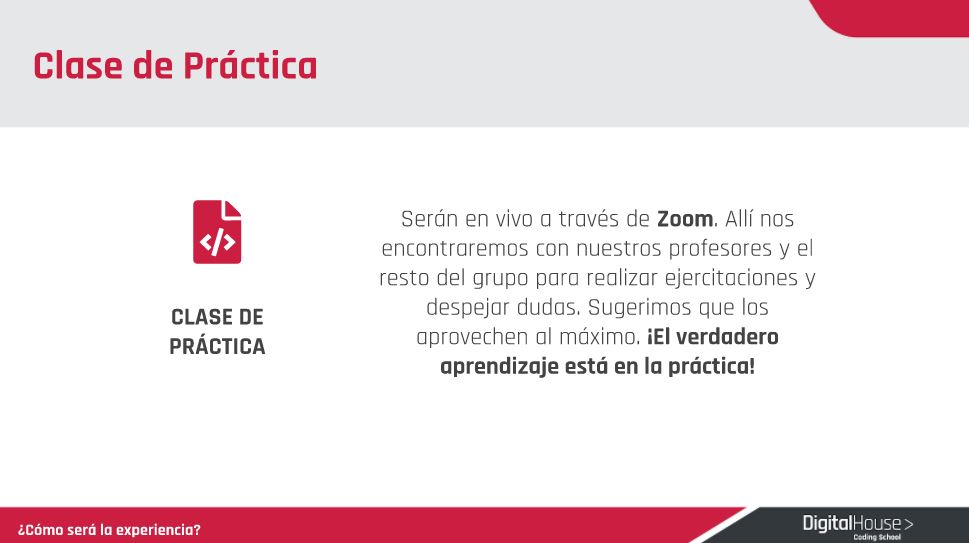 Clase de Práctica
</>
CLASE DE
PRÁCTICA
Serán en vivo a través de Zoom. Allí nos
encontraremos con nuestros profesores y el
resto del grupo para realizar ejercitaciones y
despejar dudas. Sugerimos que los
aprovechen al máximo. ¡El verdadero
aprendizaje está en la práctica!
¿Cómo será la experiencia?
DigitalHouse>
Coding School